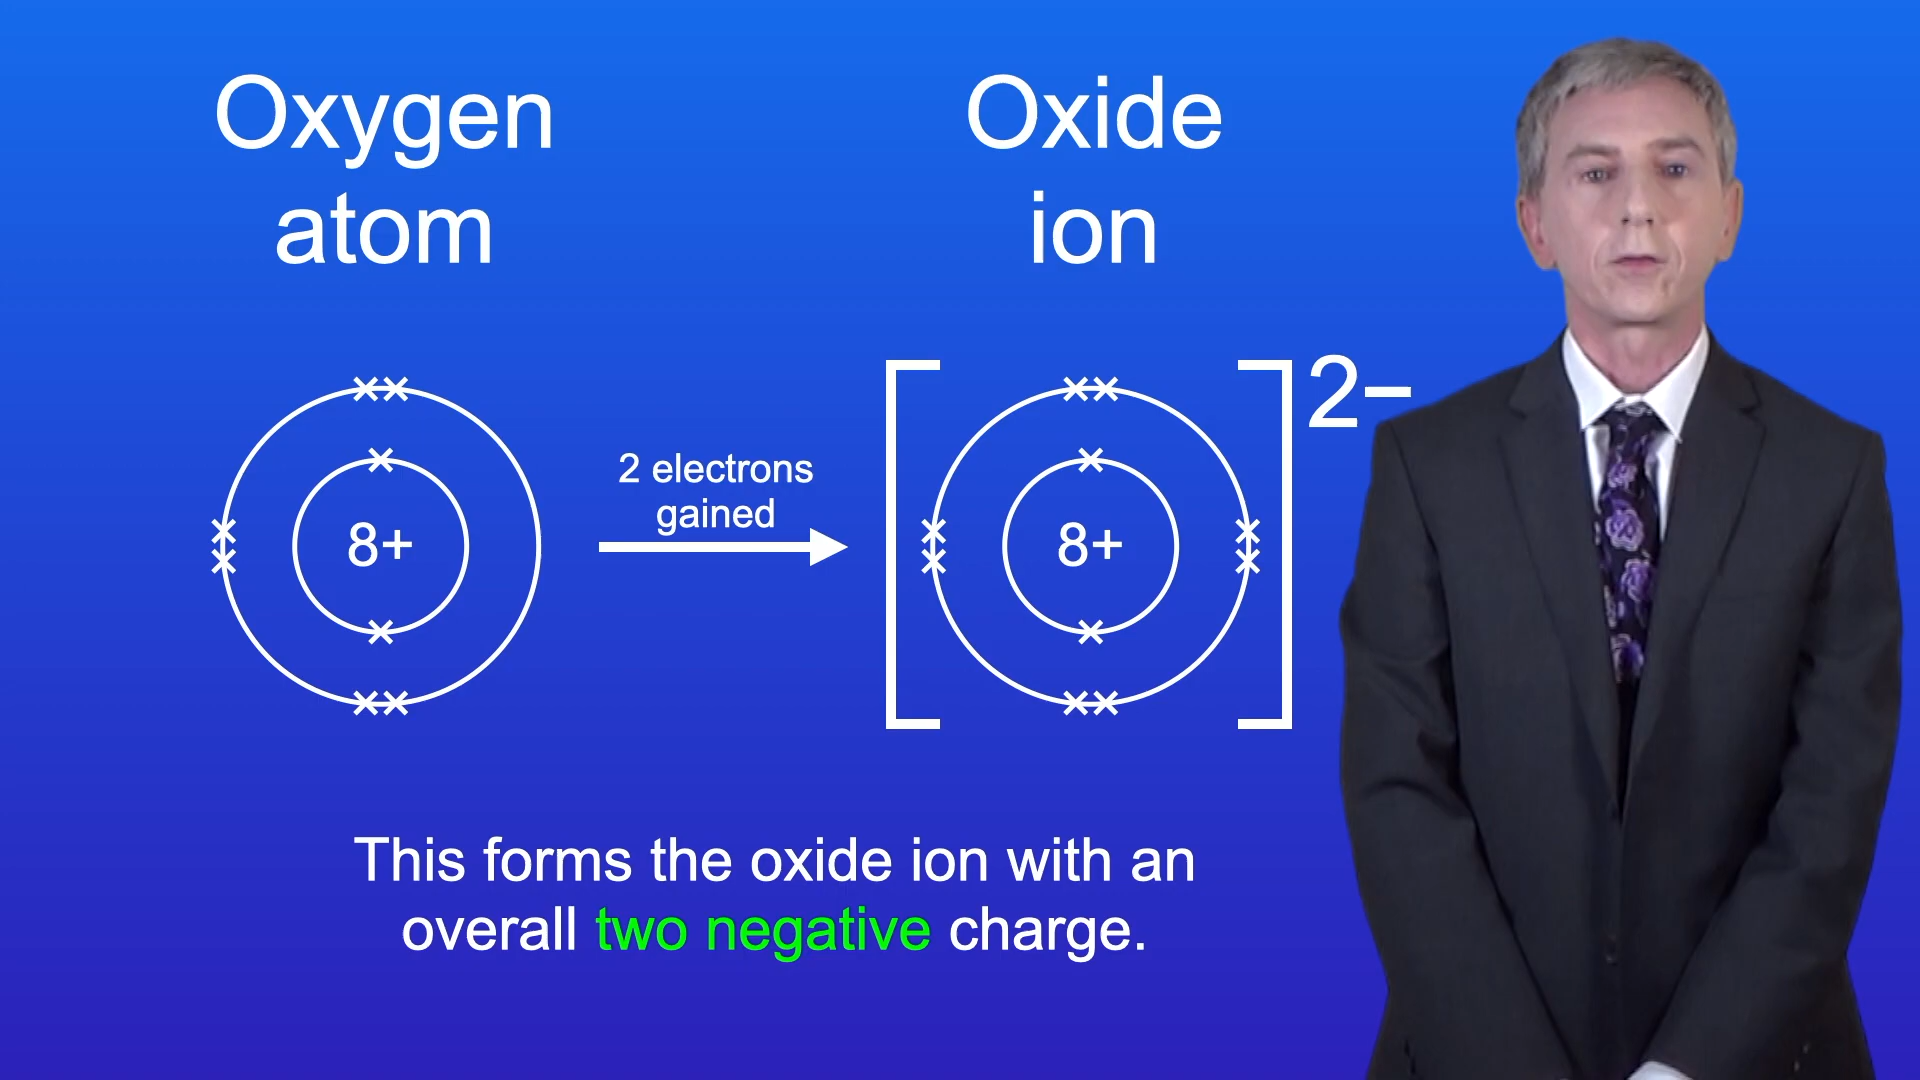 Oxygen
atom
Oxide
ion
2 electrons
gained
8+
8+
2−
This forms the oxide ion with an
overall two negative charge.